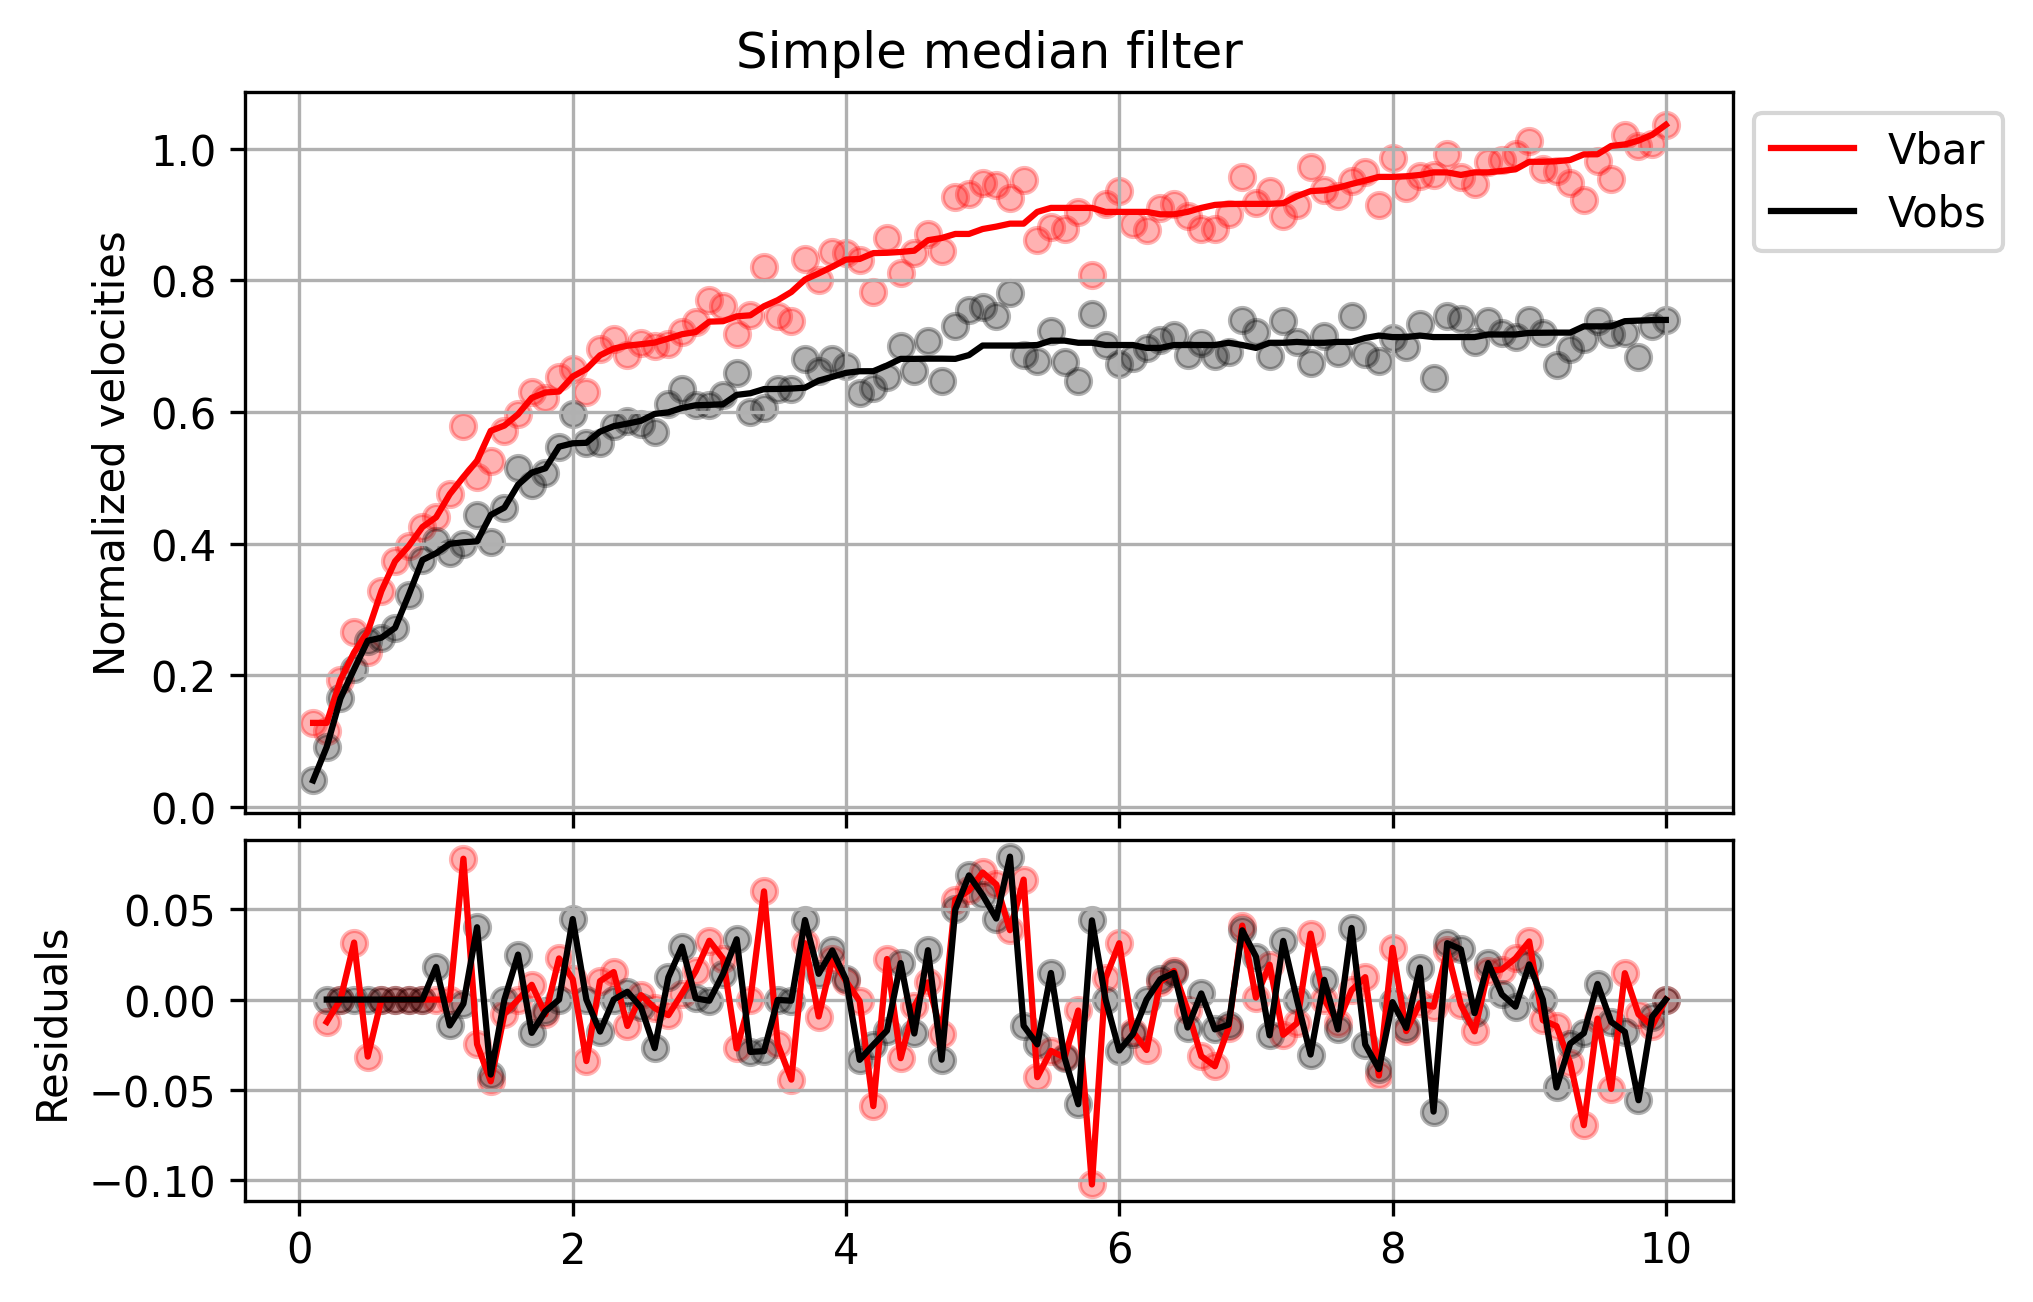 Simple median filter
Normalized velocities
1.0
0.8
0.6
0.4
0.2
0.0
Vbar
Vobs
Residuals
0.05
0.00
−0.05
−0.10
0 2 4 6 8 10